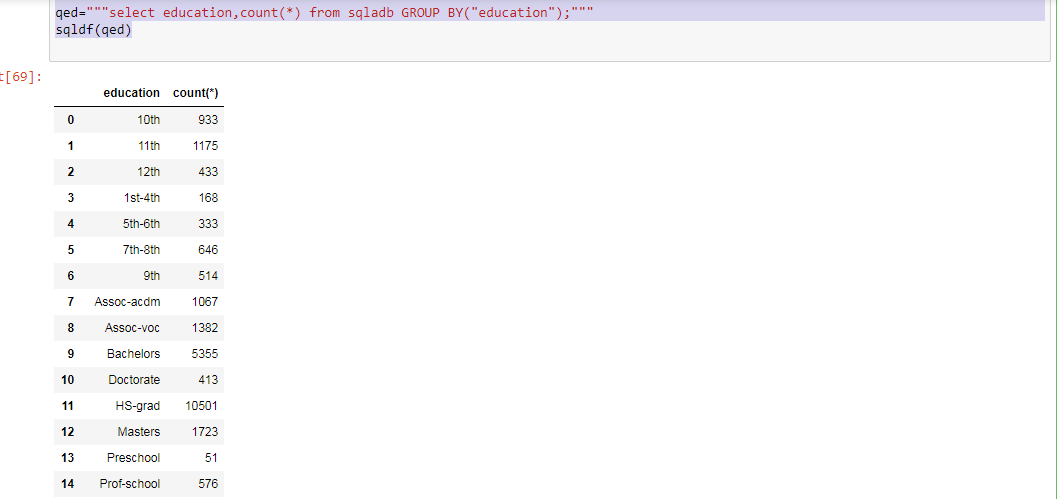 qed="""select education,count(*) from sqladb GROUP BY("education");"""
sqldf(qed)
t[69]:
education count(*)
0 10th 933
1 11th 1175
2 12th 433
3 1st-4th 168
4 5th-6th 333
5 7th-8th 646
6 9th 514
7 Assoc-acdm 1067
8 Assoc-voc 1382
9 Bachelors 5355
10 Doctorate 413
11 HS-grad 10501
12 Masters 1723
13 Preschool 51
14 Prof-school 576